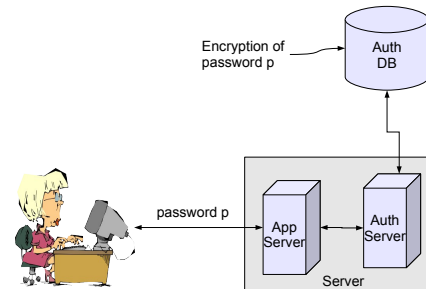 Encryption of
password p
Auth
DB
password p
App
Server
Auth
Server
Server